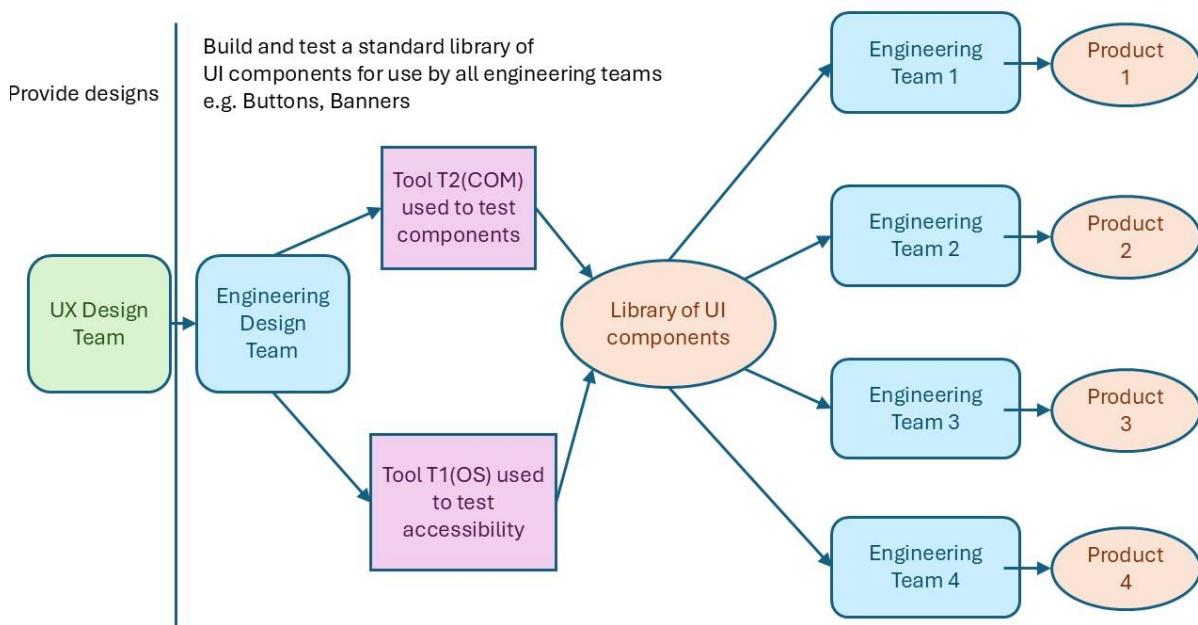 Provide designs
Build and test a standard library of
UI components for use by all engineering teams
e.g. Buttons, Banners
UX Design
Team
Engineering
Design
Team
Tool T2(COM)
used to test
components
Tool T1(OS) used
to test
accessibility
Library of UI
components
Engineering
Team 1
Product
1
Engineering
Team 2
Product
2
Engineering
Team 3
Product
3
Engineering
Team 4
Product
4